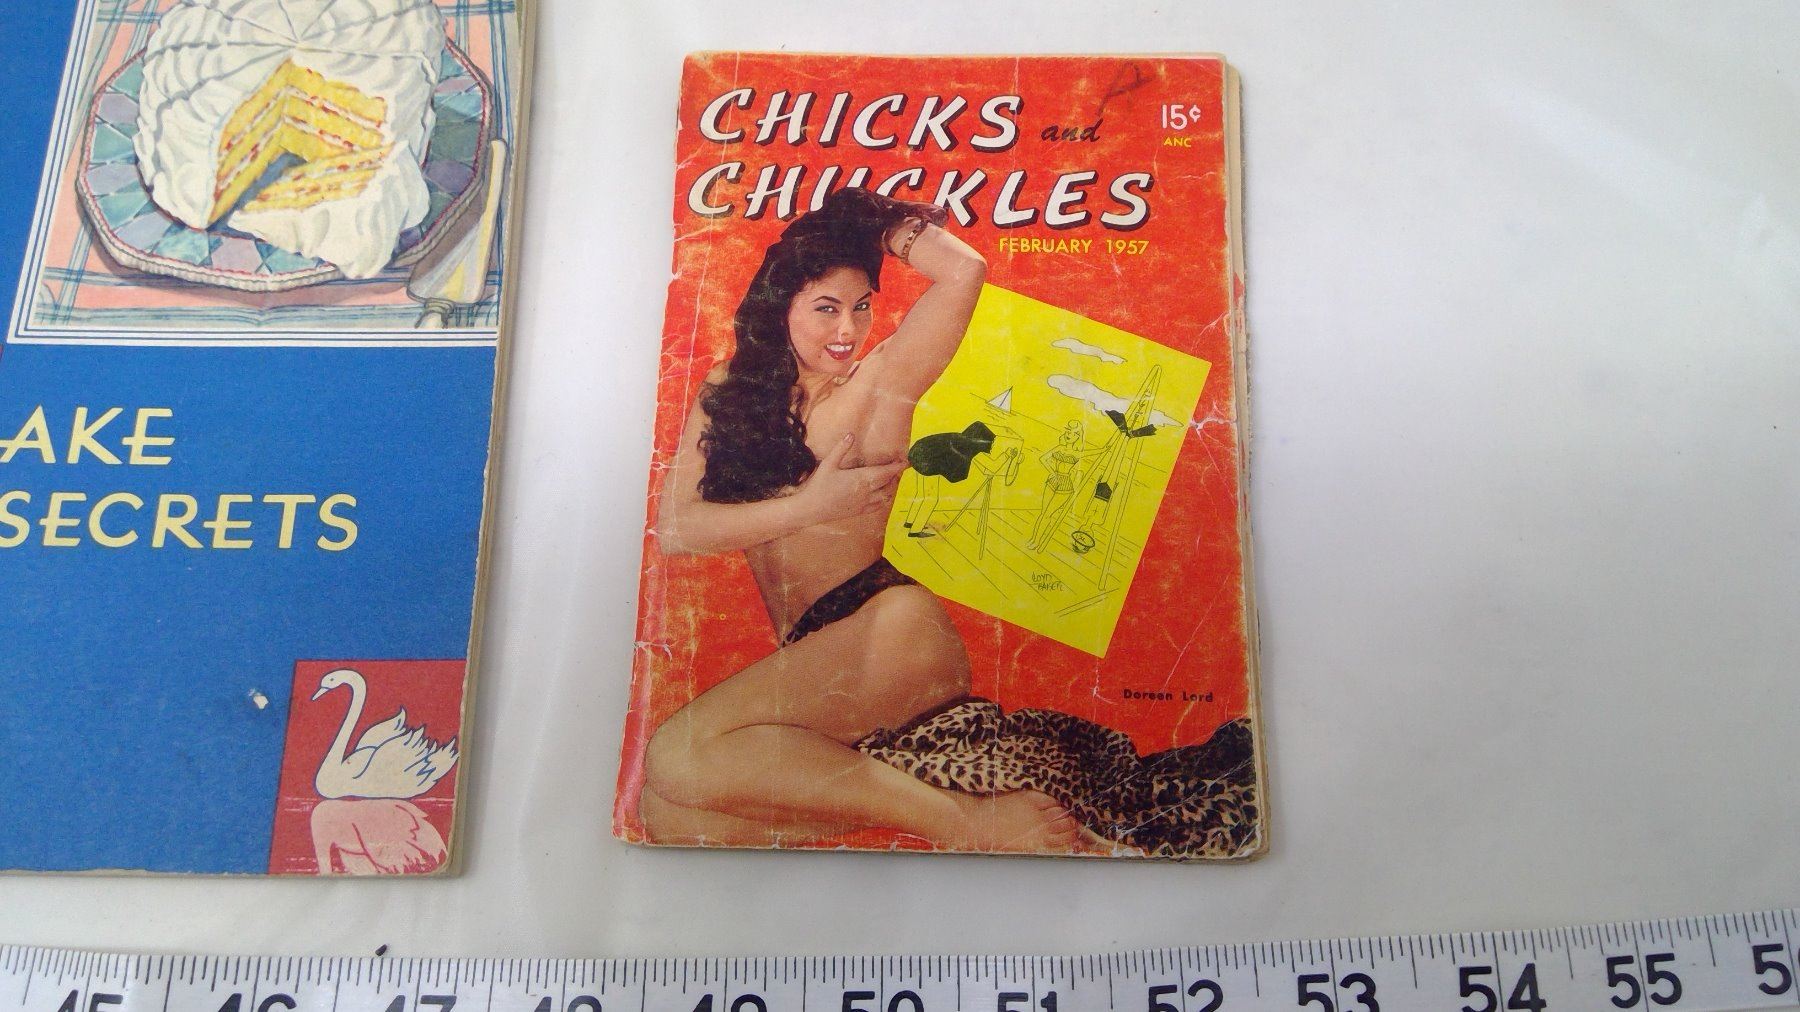 AKE
SECRETS
CHICKS and
CHUCKLES
15¢
ANC
FEBRUARY 1957
Doreen Lord
45 46 47 48 49 50 51 52 53 54 55